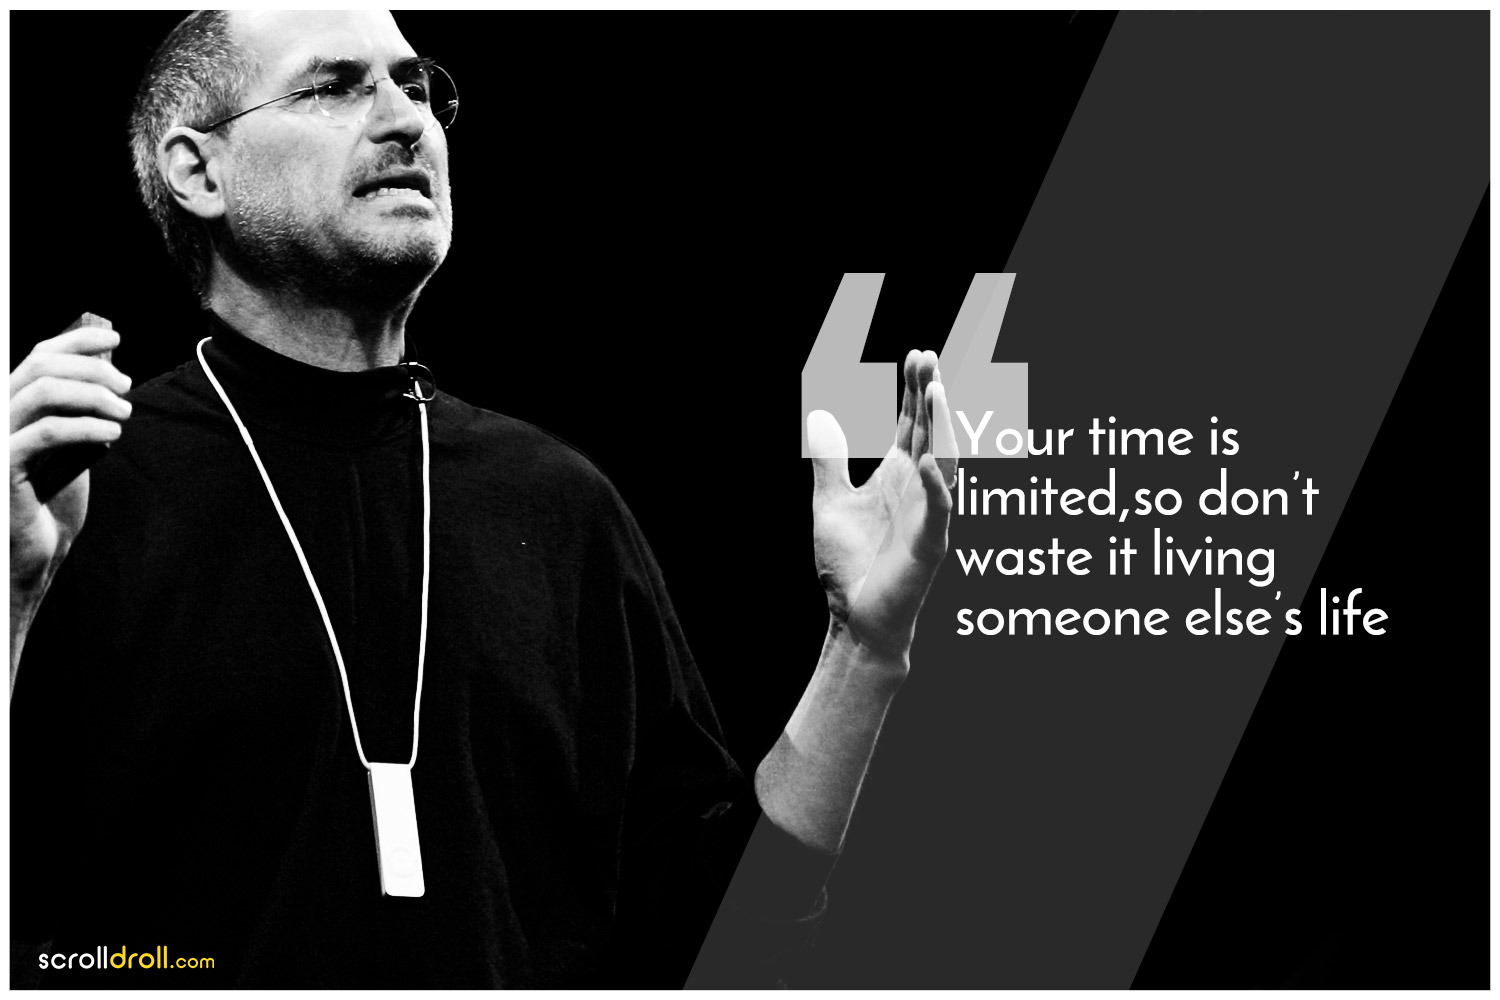 Your time is
limited,so don't
waste it living
someone else's life
scrolldroll.com